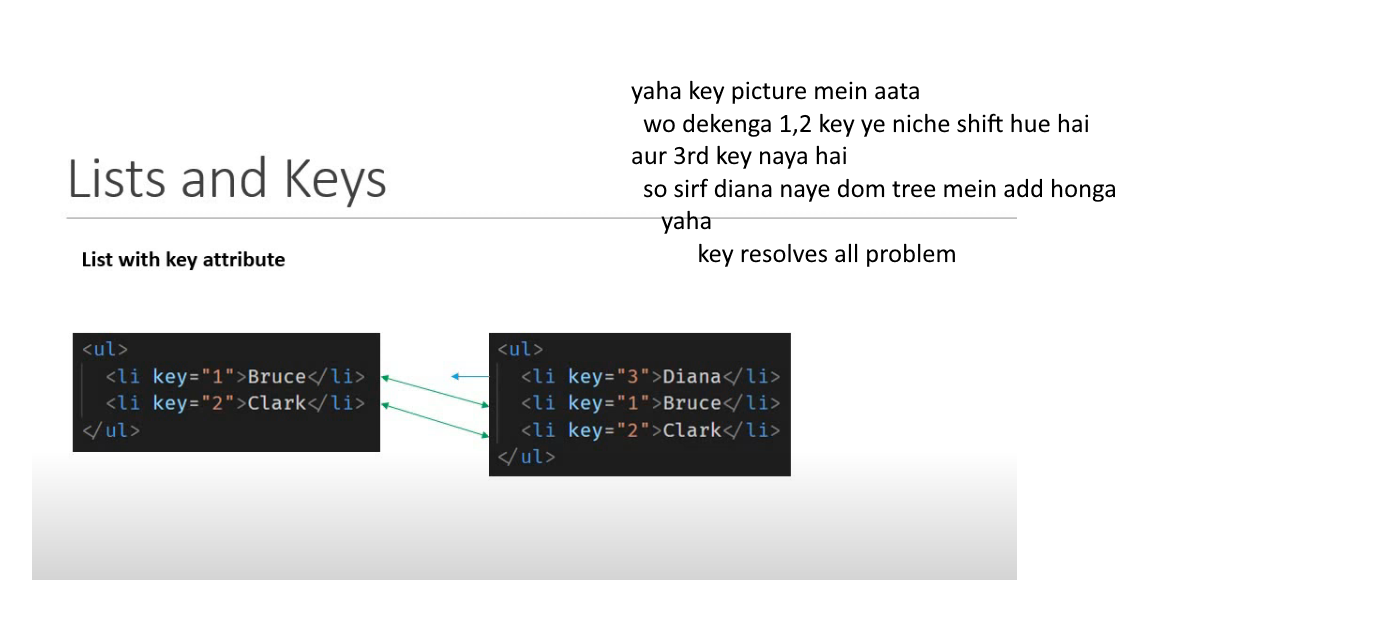 yaha key picture mein aata
wo dekenga 1,2 key ye niche shift hue hai
aur 3rd key naya hai
so sirf diana naye dom tree mein add honga
yaha
key resolves all problem
Lists and Keys
List with key attribute
<ul>
<li key="1">Bruce</li>
<li key="2">Clark</li>
</ul>
<ul>
<li key="3">Diana</li>
<li key="1">Bruce</li>
<li key="2">Clark</li>
</ul>